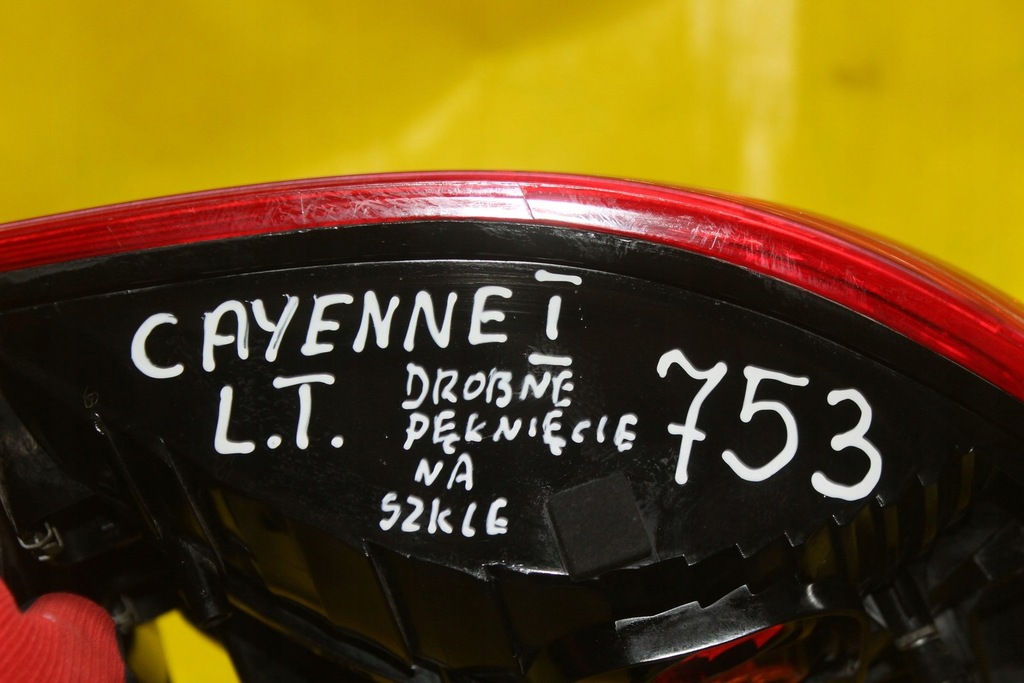 CAYENNE I
L.T.
DROBNE
PĘKNIĘCIE
NA
SZKLE
753